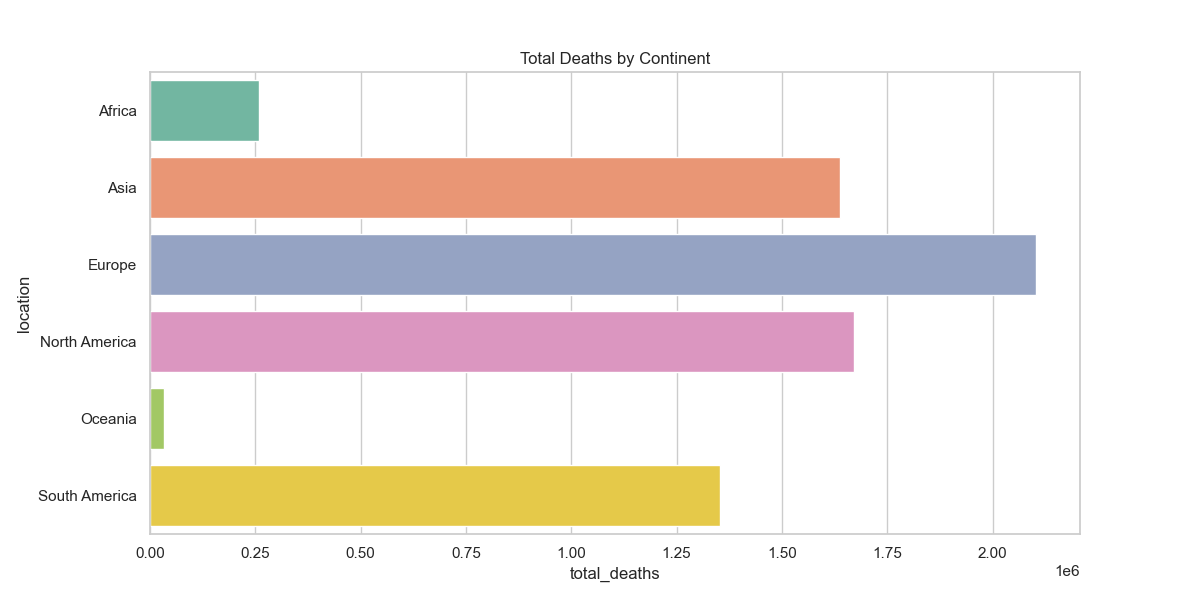 Total Deaths by Continent
location
Africa
Asia
Europe
North America
Oceania
South America
0.00 0.25 0.50 0.75 1.00 1.25 1.50 1.75 2.00
1e6
total_deaths